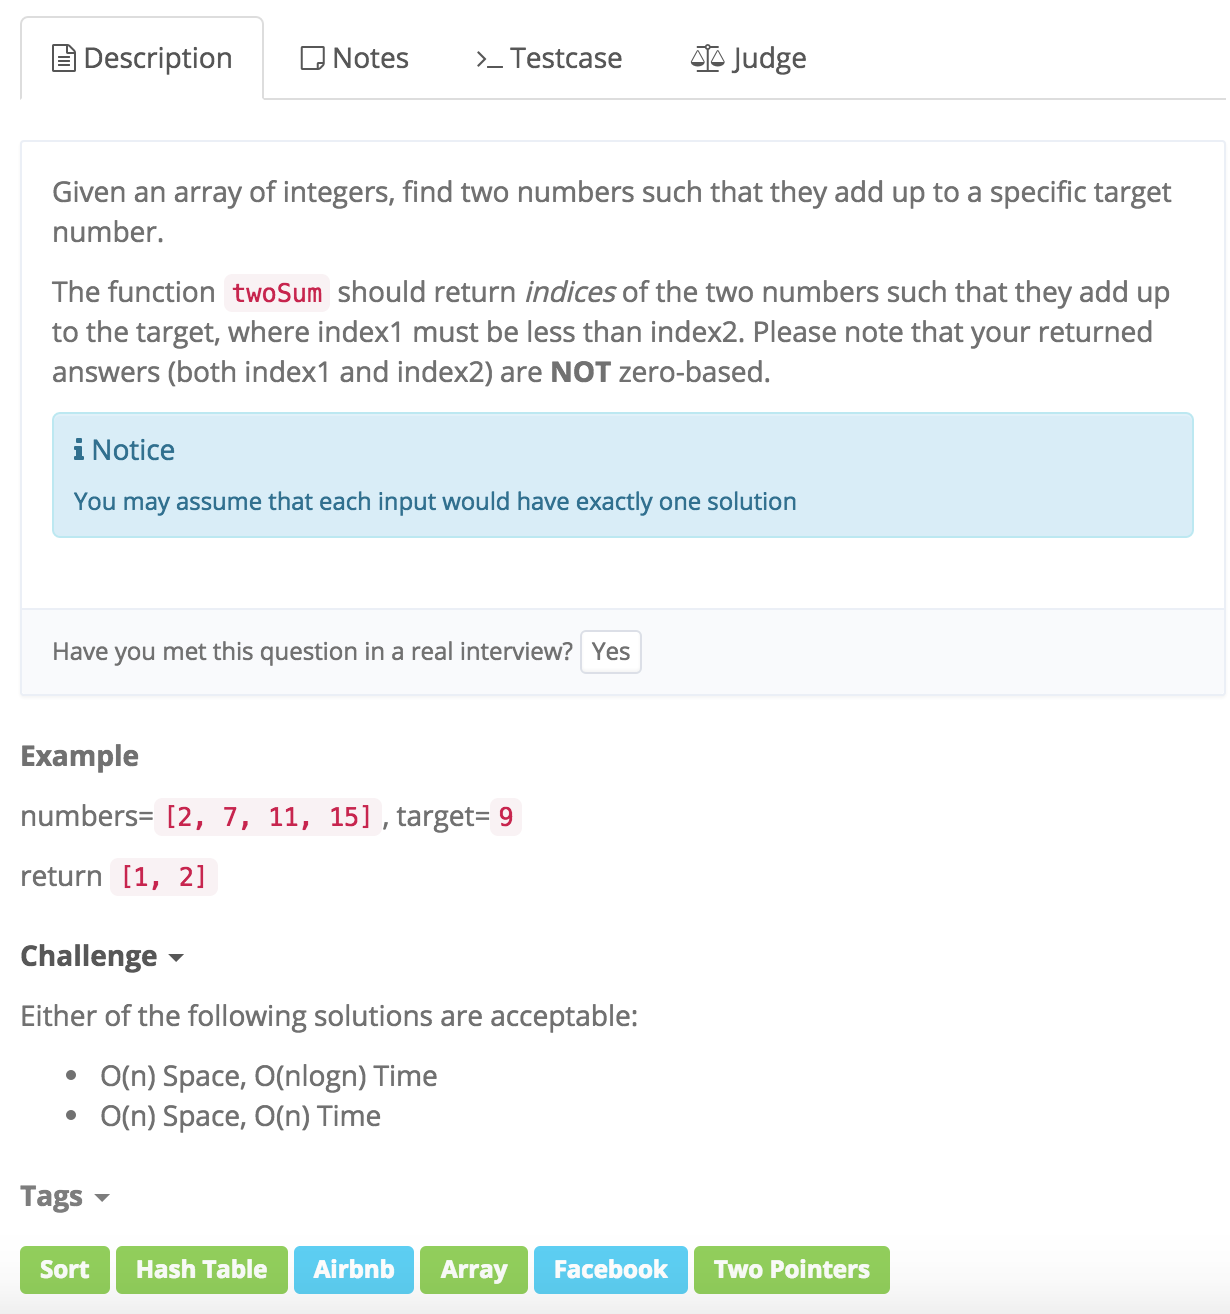 Description Notes >_ Testcase Judge
Given an array of integers, find two numbers such that they add up to a specific target
number.
The function twoSum should return indices of the two numbers such that they add up
to the target, where index1 must be less than index2. Please note that your returned
answers (both index1 and index2) are NOT zero-based.
Notice
You may assume that each input would have exactly one solution
Have you met this question in a real interview? Yes
Example
numbers=[2, 7, 11, 15], target=9
return [1, 2]
Challenge
Either of the following solutions are acceptable:
• O(n) Space, O(nlogn) Time
• O(n) Space, O(n) Time
Tags
Sort Hash Table Airbnb Array Facebook Two Pointers